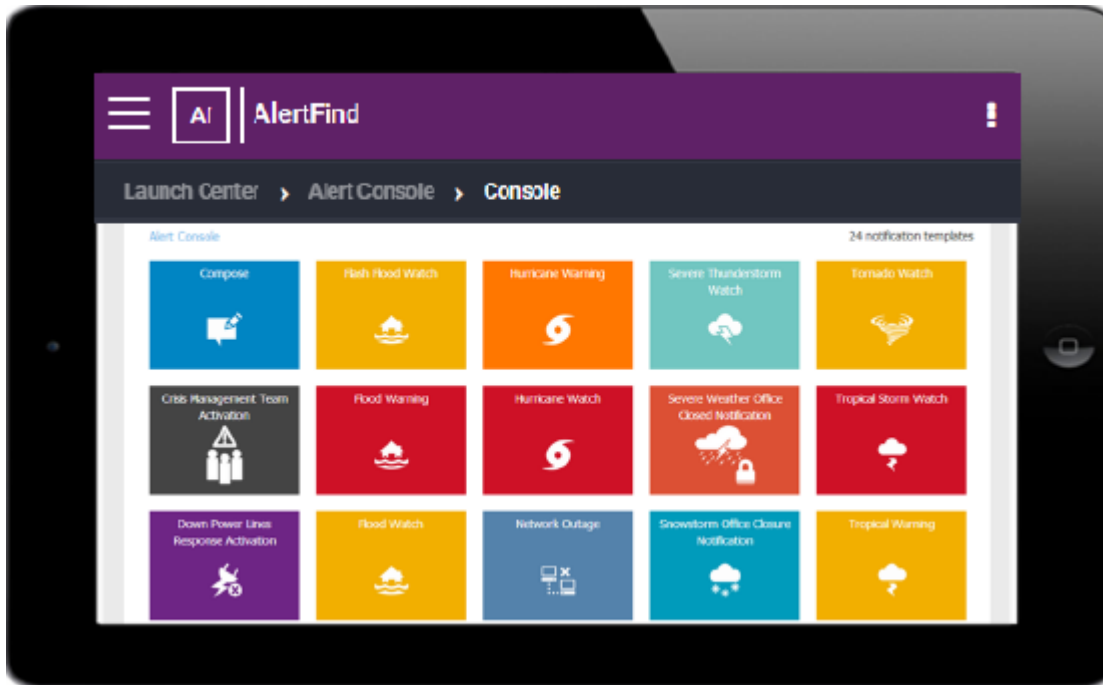 AlertFind
Launch Center › Alert Console › Console
Alert Console
24 notification templates
Compose
Flash Flood Watch
Hurricane Warning
Severe Thunderstorm
Watch
Tornado Watch
Crisis Management Team
Activation
Flood Warning
Hurricane Watch
Severe Weather Office
Closed Notification
Tropical Storm Watch
Down Power Lines
Response Activation
Flood Watch
Network Outage
Snowstorm Office Closure
Notification
Tropical Warning